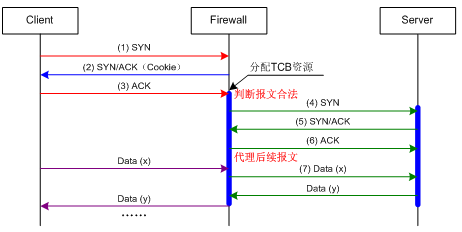 Client
Firewall
Server
(1) SYN
(2) SYN/ACK（Cookie）
分配TCB资源
(3) ACK
判断报文合法
(4) SYN
(5) SYN/ACK
(6) ACK
代理后续报文
Data (x)
(7) Data (x)
Data (y)
Data (y)
……